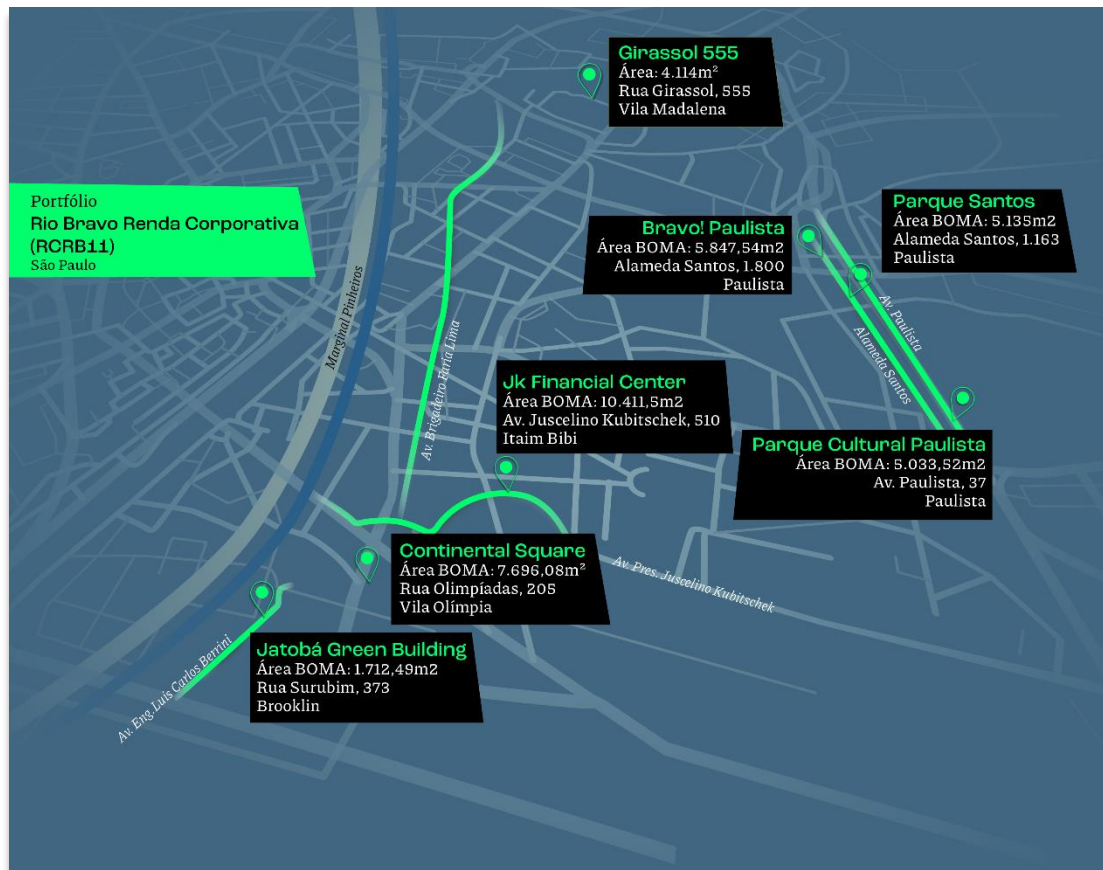 Girassol 555
Área: 4.114m²
Rua Girassol, 555
Vila Madalena
Portfólio
Rio Bravo Renda Corporativa
(RCRB11)
São Paulo
Parque Santos
Área BOMA: 5.135m2
Alameda Santos, 1.163
Paulista
Bravo! Paulista
Área BOMA: 5.847,54m2
Alameda Santos, 1.800
Paulista
Marginal Pinheiros
Av. Brigadeiro Faria Lima
Av. Paulista
Alameda Santos
Jk Financial Center
Área BOMA: 10.411,5m2
Av. Juscelino Kubitschek, 510
Itaim Bibi
Parque Cultural Paulista
Área BOMA: 5.033,52m2
Av. Paulista, 37
Paulista
Continental Square
Área BOMA: 7.696,08m²
Rua Olimpíadas, 205
Vila Olímpia
Av. Pres. Juscelino Kubitschek
Jatobá Green Building
Área BOMA: 1.712,49m2
Rua Surubim, 373
Brooklin
Av. Eng. Luís Carlos Berrini